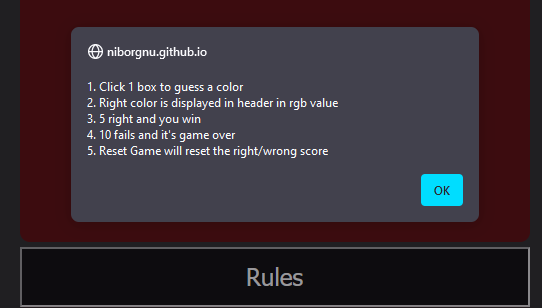 niborgnu.github.io
1. Click 1 box to guess a color
2. Right color is displayed in header in rgb value
3. 5 right and you win
4. 10 fails and it's game over
5. Reset Game will reset the right/wrong score
OK
Rules